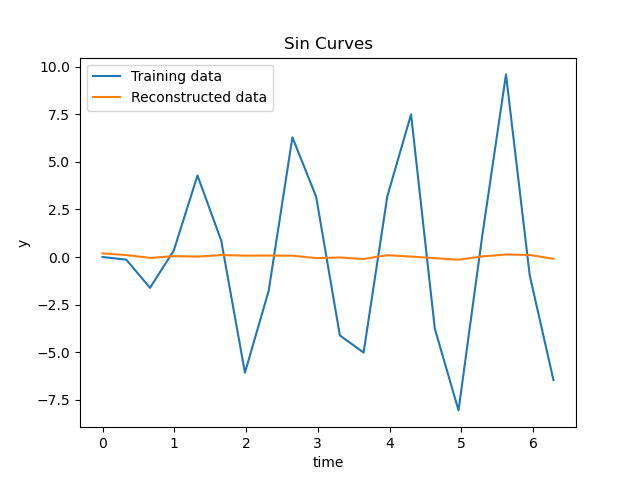 Sin Curves
Training data
Reconstructed data
10.0
7.5
5.0
2.5
0.0
−2.5
−5.0
−7.5
y
0 1 2 3 4 5 6
time